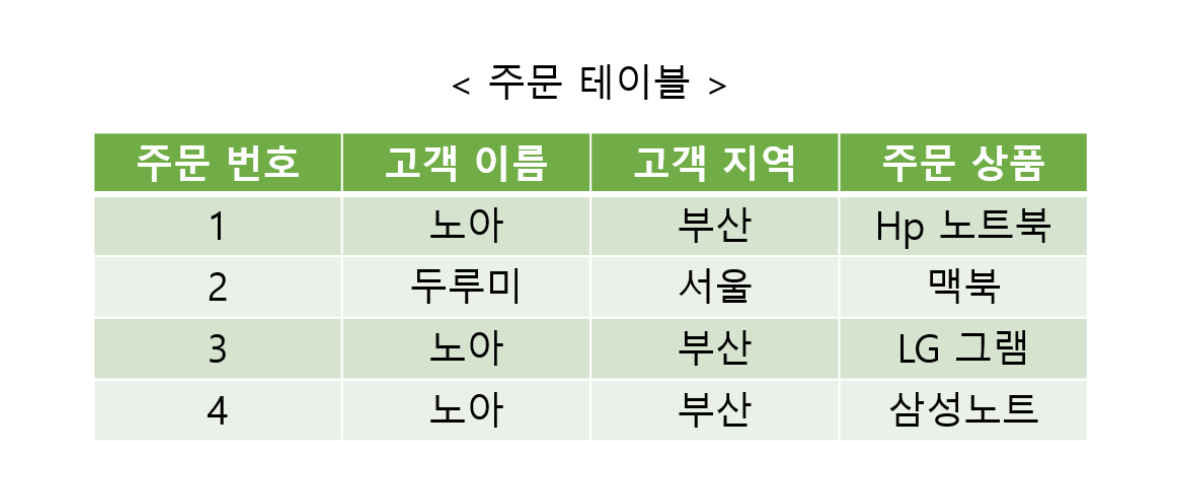 < 주문 테이블 >
주문 번호 고객 이름 고객 지역 주문 상품
1 노아 부산 Hp 노트북
2 두루미 서울 맥북
3 노아 부산 LG 그램
4 노아 부산 삼성노트